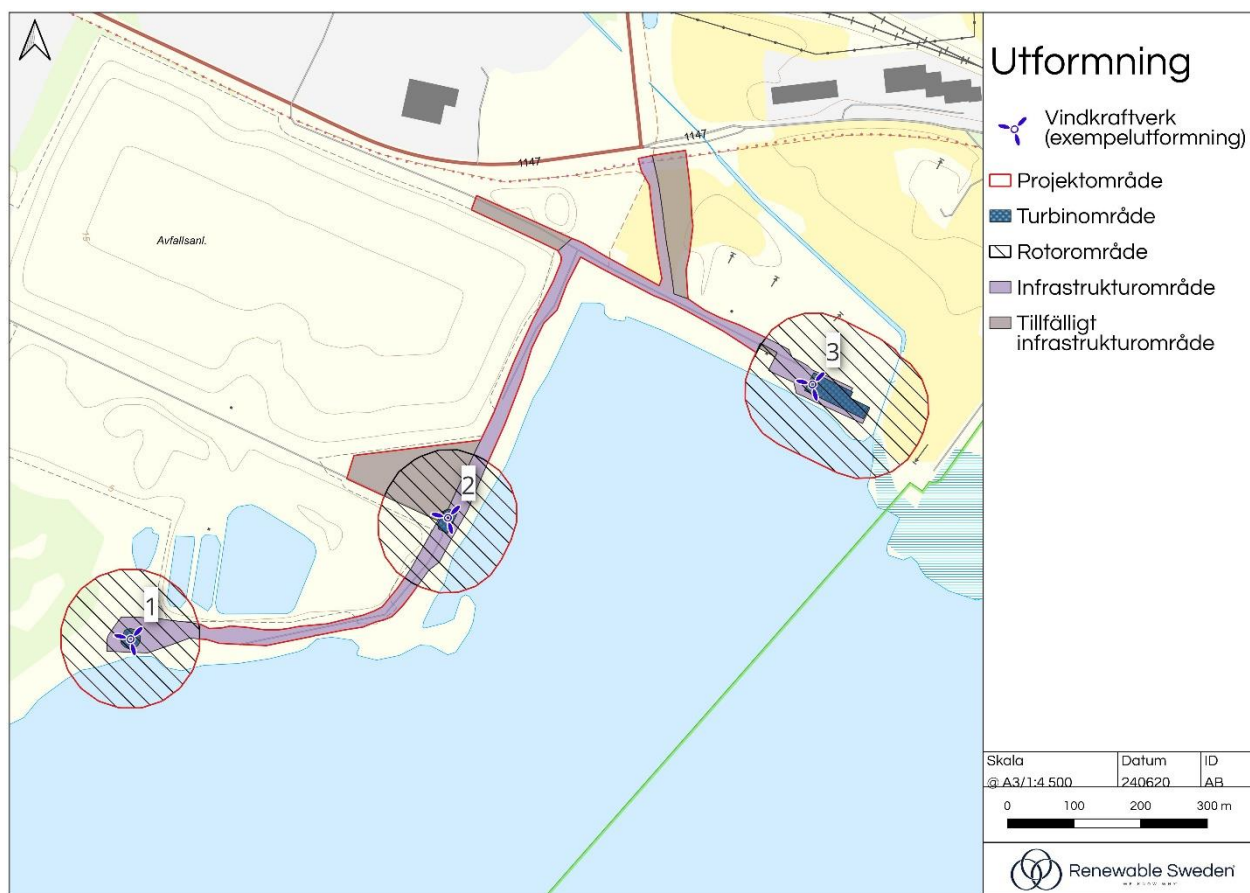 Utformning
Vindkraftverk
(exempelutformning)
Projektområde
Turbinområde
Rotorområde
Infrastrukturområde
Tillfälligt
infrastrukturområde
1147
1147
Avfallsanl.
15
3
2
1
Skala
@ A3/1:4 500
Datum
240620
ID
AB
0 100 200 300 m
Renewable Sweden